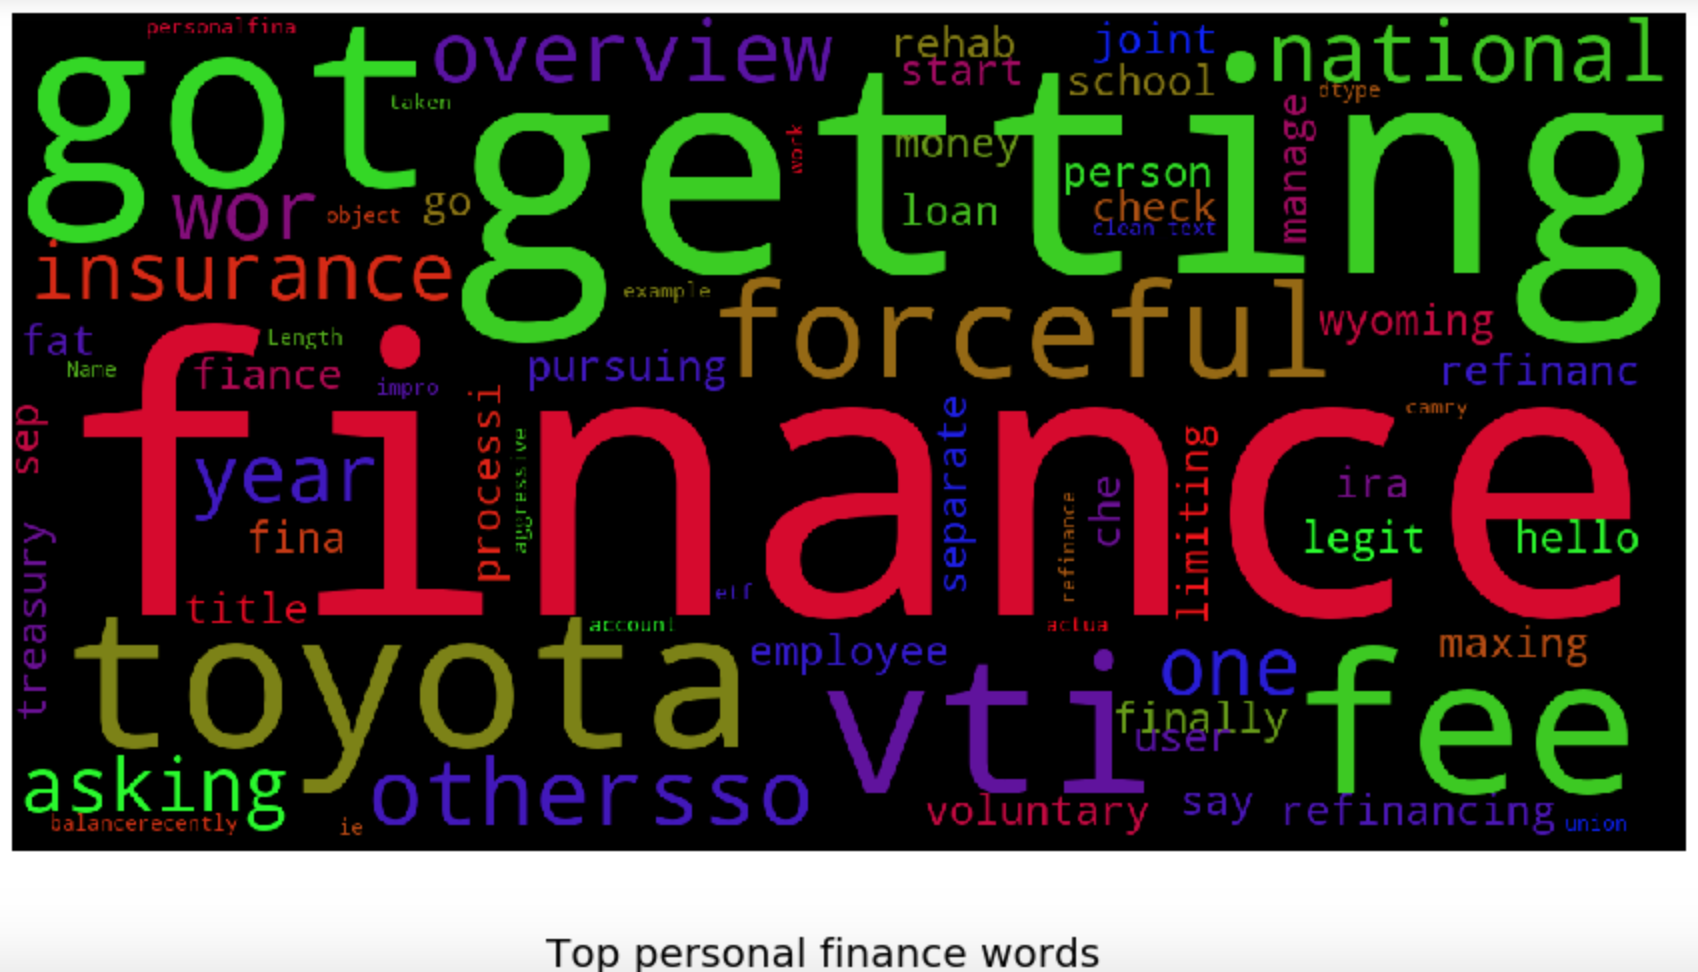 personalfina
got
overview
rehab
joint
national
start
school
taken
dtype
getting
work
money
manage
person
wor
object
go
loan
check
clean text
insurance
example
forceful
wyoming
fat
Length
Name
fiance
impro
pursuing
refinanc
finance
sep
processi
aggressive
separate
camry
year
che
limiting
ira
fina
refinance
legit
hello
treasury
title
etf
account
actua
toyota
employee
vti
one
maxing
finally
user
fee
asking
othersso
balancerecently
ie
voluntary
say
refinancing
union
Top personal finance words